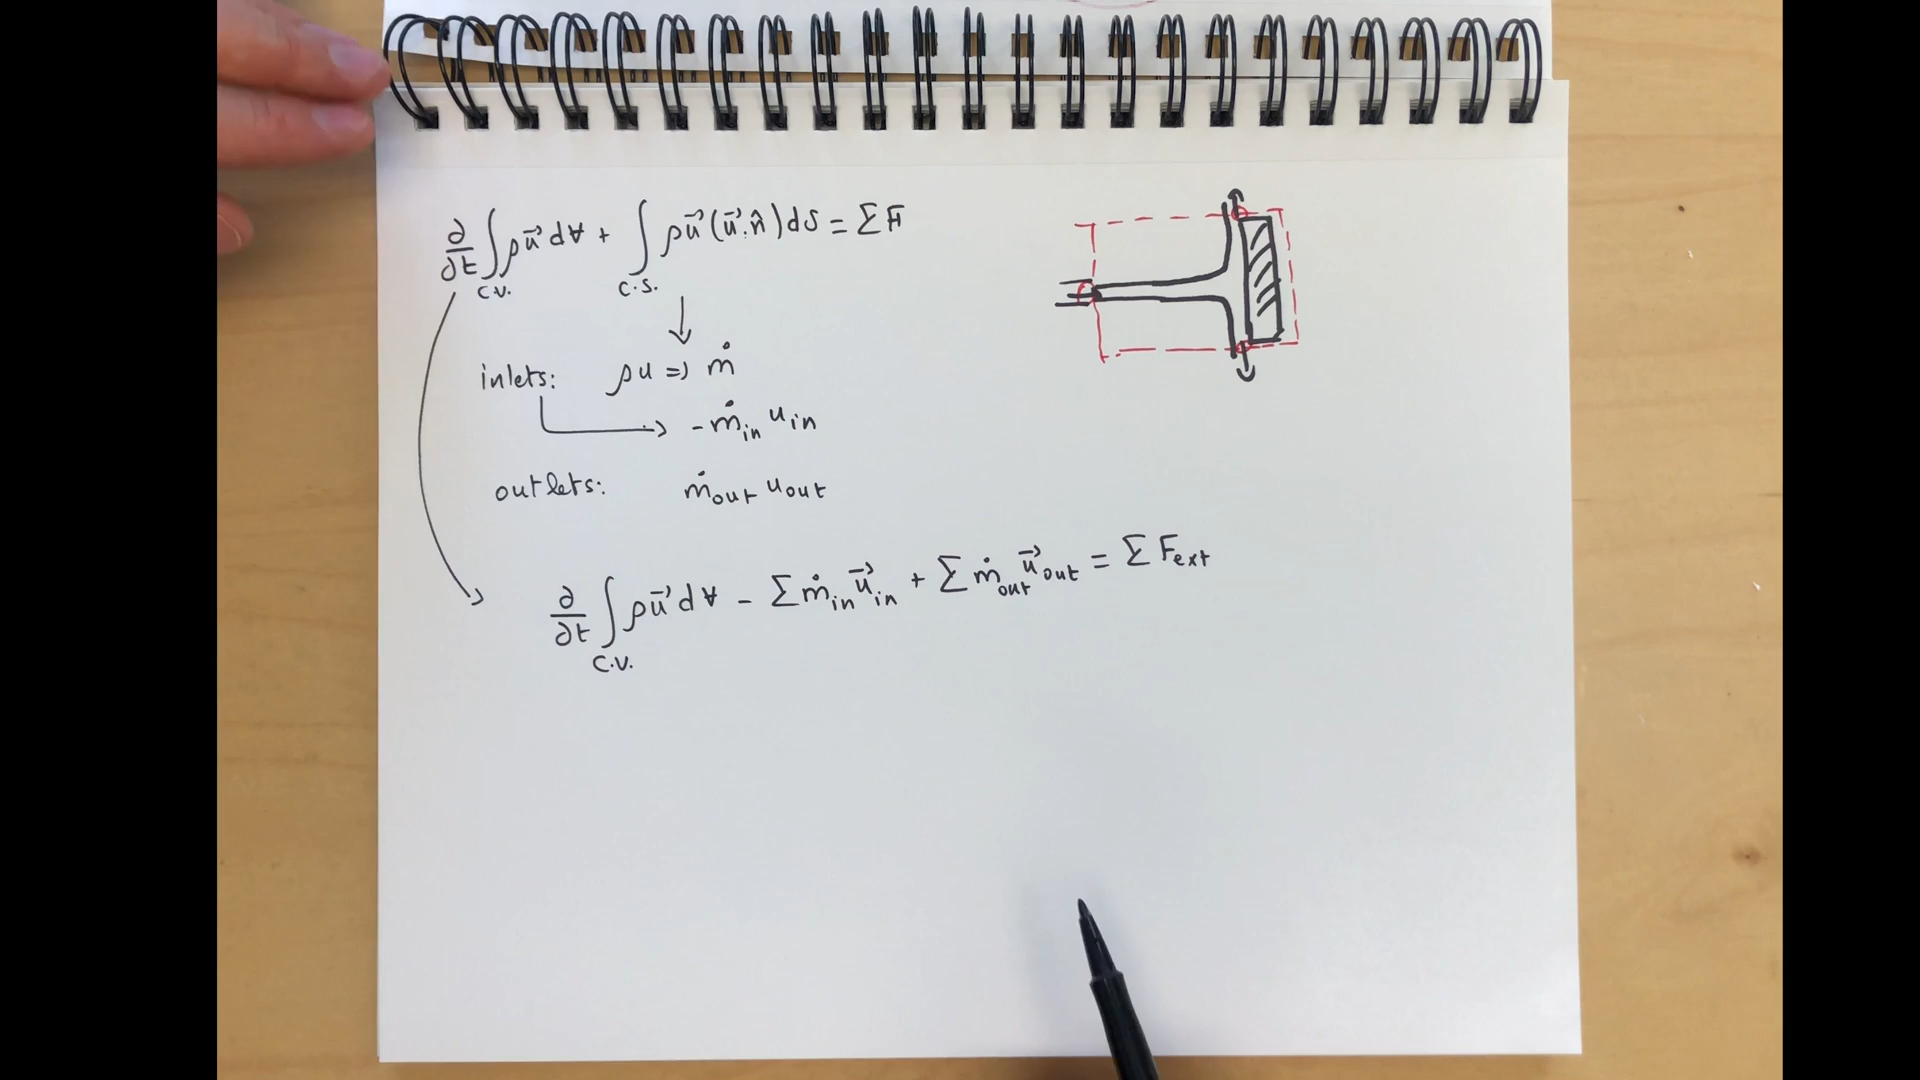 ∂/∂t ∫ ρu⃗ d∀ + ∫ ρu⃗ (u⃗.n̂) dS = ΣF
C.V. C.S.
inlets: ρu => ṁ
-ṁin uin
outlets: ṁout uout
∂/∂t ∫ ρu⃗ d∀ - Σṁin u⃗in + Σṁout u⃗out = ΣFext
C.V.